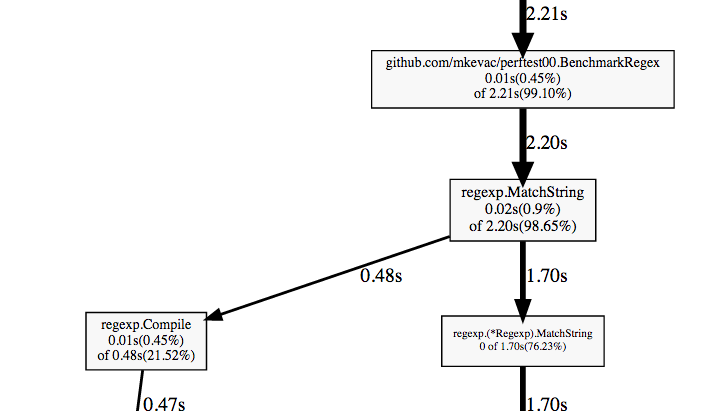 2.21s
github.com/mkevac/perftest00.BenchmarkRegex
0.01s(0.45%)
of 2.21s(99.10%)
2.20s
regexp.MatchString
0.02s(0.9%)
of 2.20s(98.65%)
0.48s
1.70s
regexp.Compile
0.01s(0.45%)
of 0.48s(21.52%)
regexp.(*Regexp).MatchString
0 of 1.70s(76.23%)
0.47s
1.70s